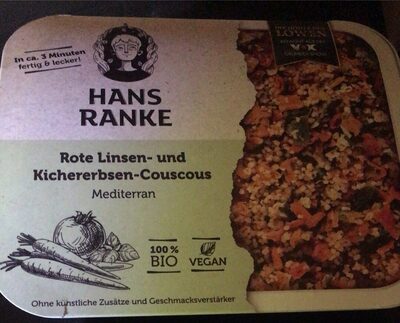 In ca. 3 Minuten
fertig & lecker!
HANS
RANKE
Rote Linsen- und
Kichererbsen-Couscous
Mediterran
100 %
BIO
VEGAN
Ohne künstliche Zusätze und Geschmacksverstärker
LÖWEN
VOX